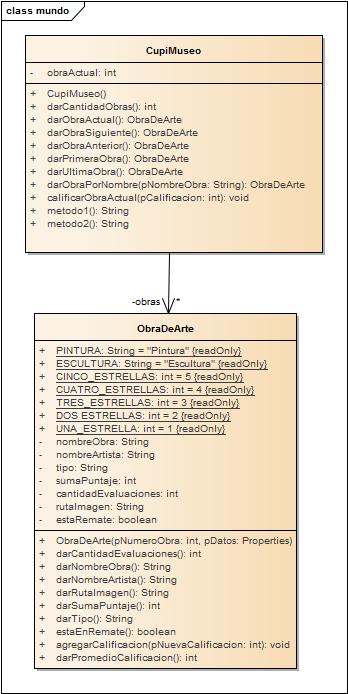 class mundo
CupiMuseo
- obraActual: int
+ CupiMuseo()
+ darCantidadObras(): int
+ darObraActual(): ObraDeArte
+ darObraSiguiente(): ObraDeArte
+ darObraAnterior(): ObraDeArte
+ darPrimeraObra(): ObraDeArte
+ darUltimaObra(): ObraDeArte
+ darObraPorNombre(pNombreObra: String): ObraDeArte
+ calificarObraActual(pCalificacion: int): void
+ metodo1(): String
+ metodo2(): String
-obras *
ObraDeArte
+ PINTURA: String = "Pintura" {readOnly}
+ ESCULTURA: String = "Escultura" {readOnly}
+ CINCO_ESTRELLAS: int = 5 {readOnly}
+ CUATRO_ESTRELLAS: int = 4 {readOnly}
+ TRES_ESTRELLAS: int = 3 {readOnly}
+ DOS ESTRELLAS: int = 2 {readOnly}
+ UNA_ESTRELLA: int = 1 {readOnly}
- nombreObra: String
- nombreArtista: String
- tipo: String
- sumaPuntaje: int
- cantidadEvaluaciones: int
- rutaImagen: String
- estaRemate: boolean
+ ObraDeArte(pNumeroObra: int, pDatos: Properties)
+ darCantidadEvaluaciones(): int
+ darNombreObra(): String
+ darNombreArtista(): String
+ darRutaImagen(): String
+ darSumaPuntaje(): int
+ darTipo(): String
+ estaEnRemate(): boolean
+ agregarCalificacion(pNuevaCalificacion: int): void
+ darPromedioCalificacion(): int